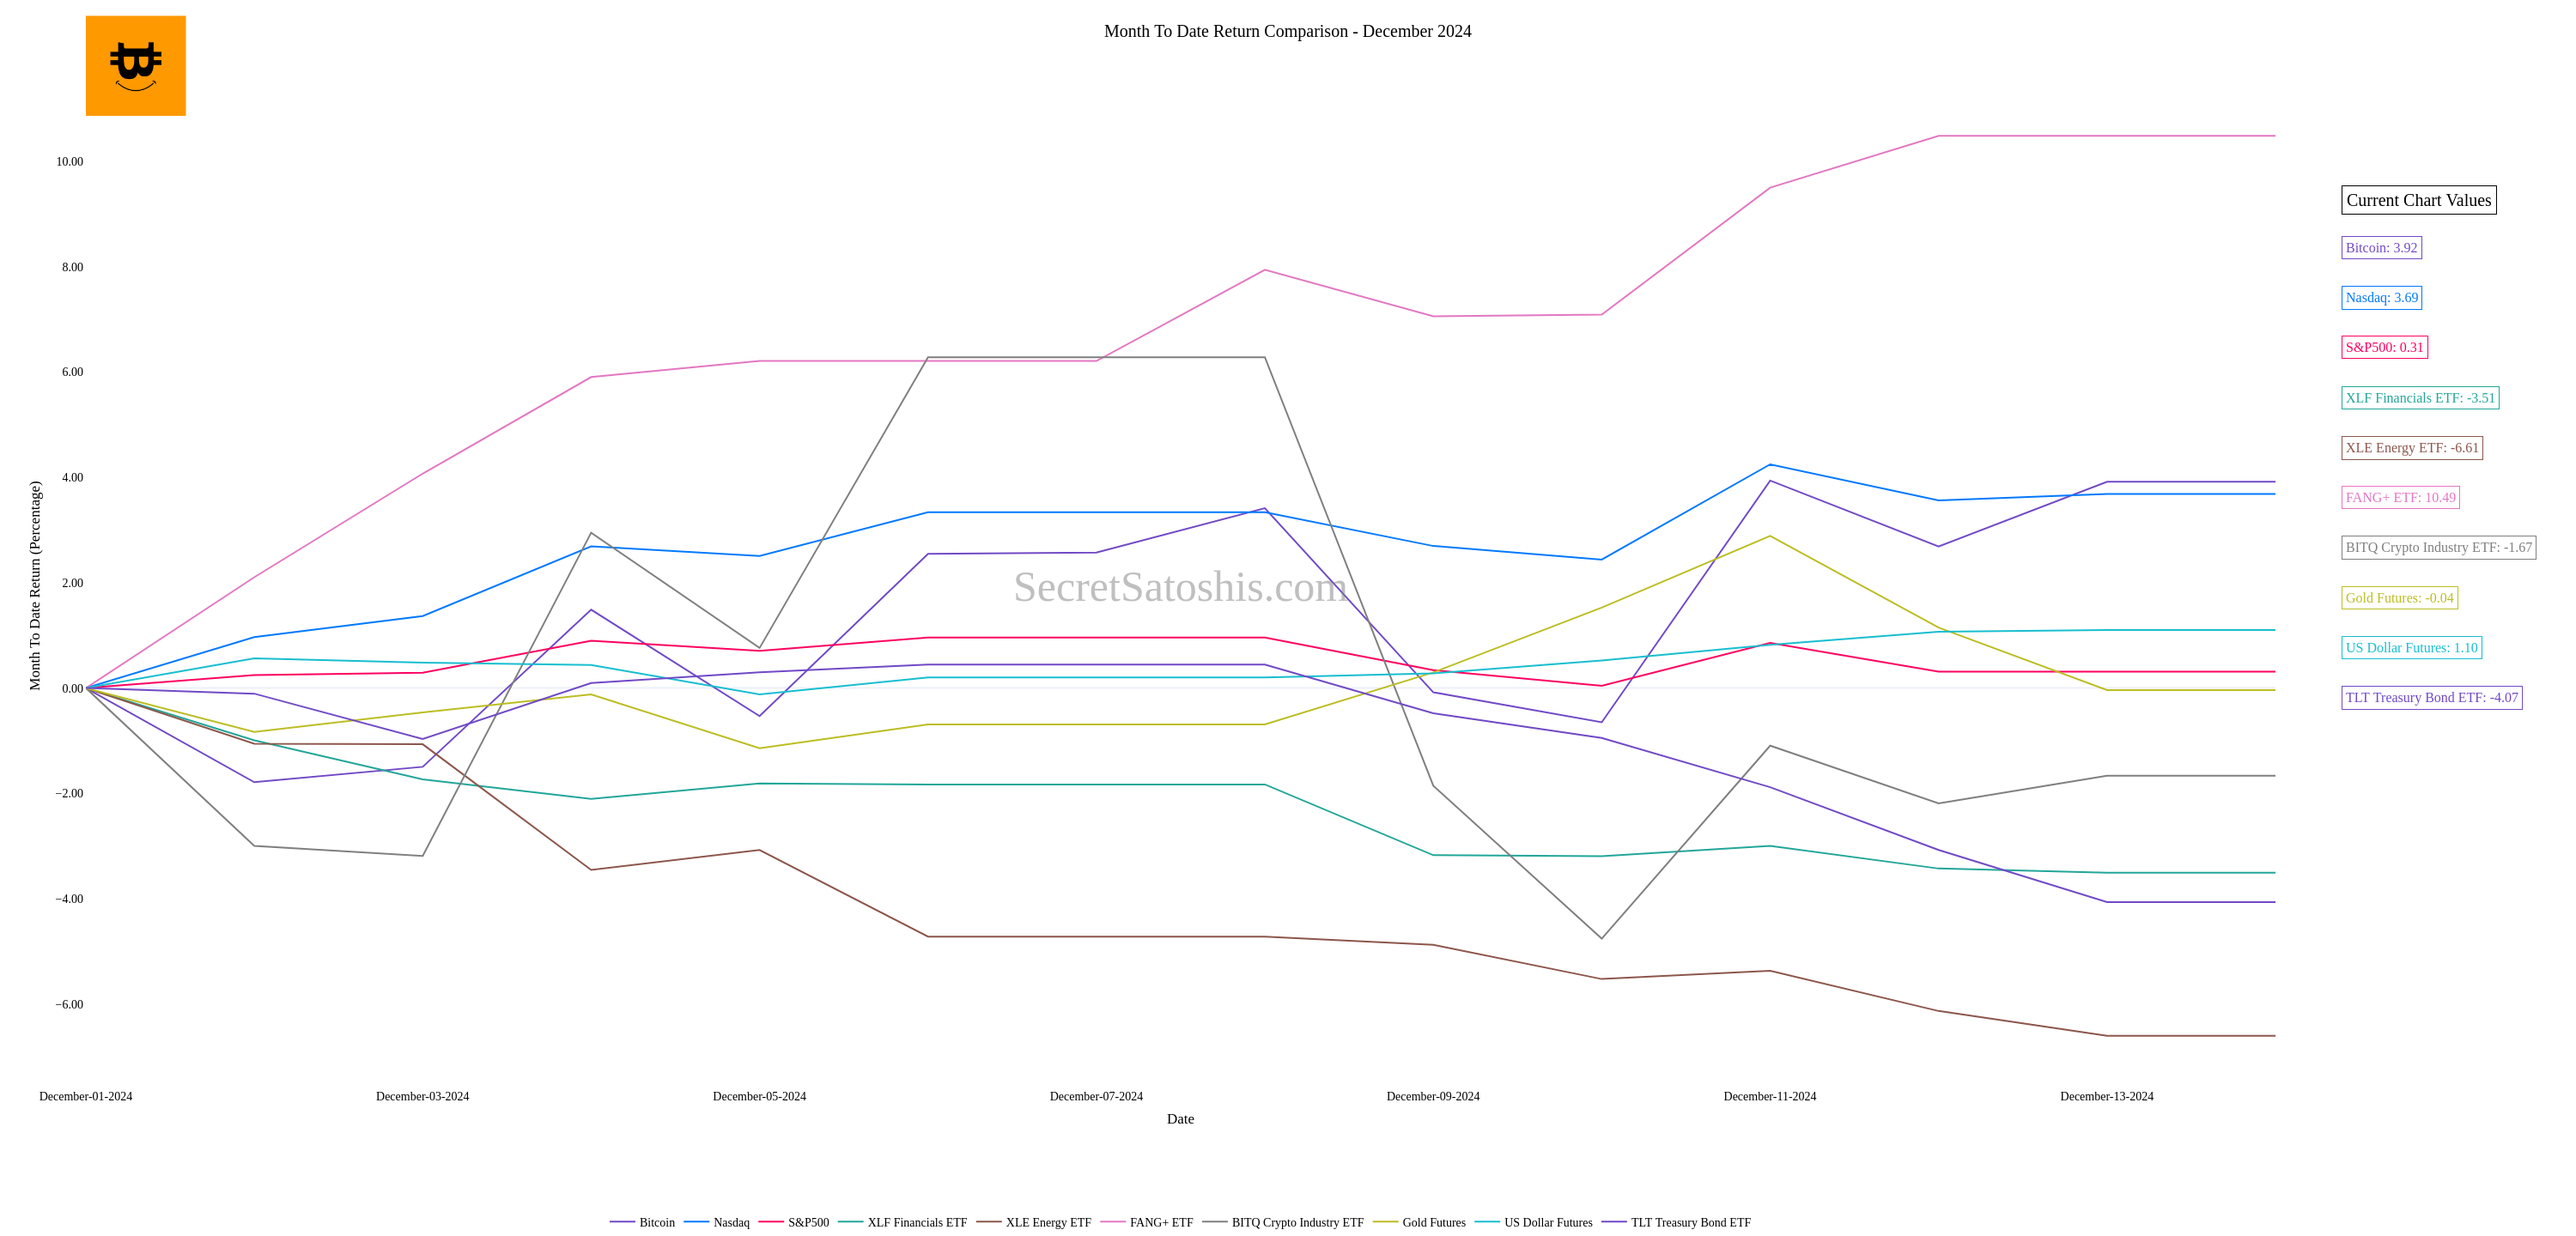 Month To Date Return Comparison - December 2024
10.00
8.00
6.00
4.00
2.00
0.00
−2.00
−4.00
−6.00
Month To Date Return (Percentage)
SecretSatoshis.com
Current Chart Values
Bitcoin: 3.92
Nasdaq: 3.69
S&P500: 0.31
XLF Financials ETF: -3.51
XLE Energy ETF: -6.61
FANG+ ETF: 10.49
BITQ Crypto Industry ETF: -1.67
Gold Futures: -0.04
US Dollar Futures: 1.10
TLT Treasury Bond ETF: -4.07
December-01-2024 December-03-2024 December-05-2024 December-07-2024 December-09-2024 December-11-2024 December-13-2024
Date
Bitcoin Nasdaq S&P500 XLF Financials ETF XLE Energy ETF FANG+ ETF BITQ Crypto Industry ETF Gold Futures US Dollar Futures TLT Treasury Bond ETF